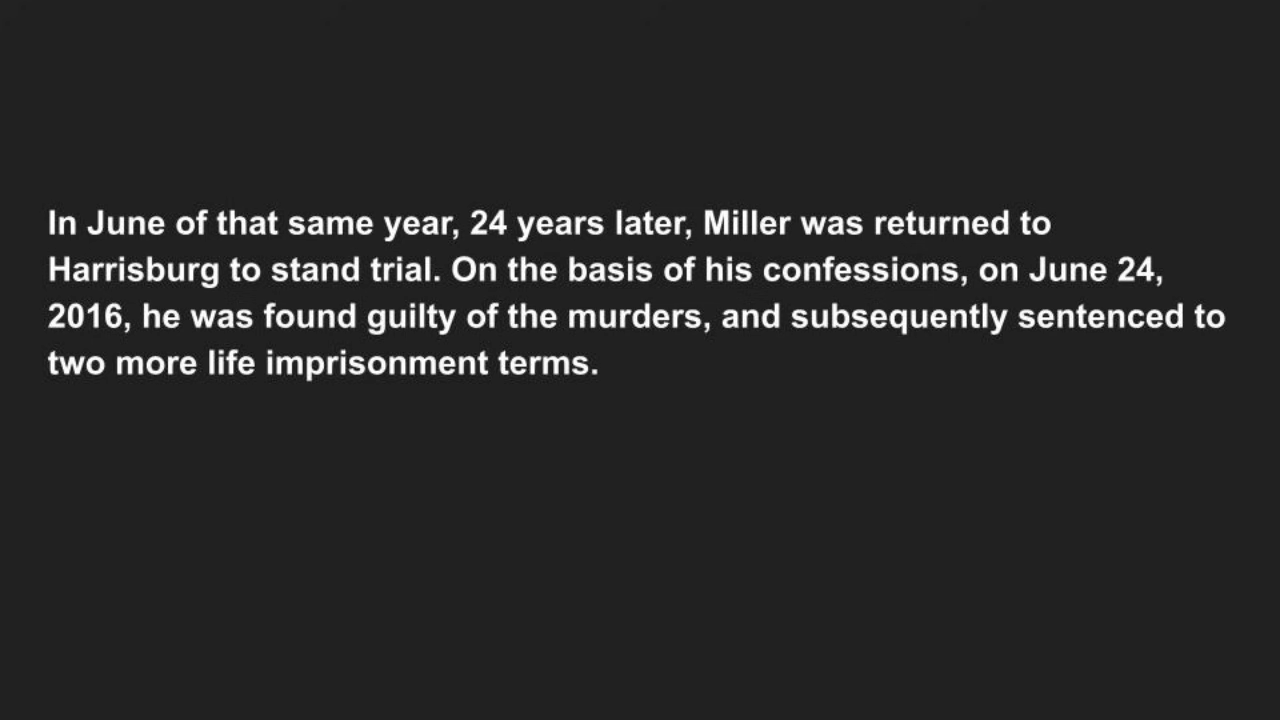 In June of that same year, 24 years later, Miller was returned to
Harrisburg to stand trial. On the basis of his confessions, on June 24,
2016, he was found guilty of the murders, and subsequently sentenced to
two more life imprisonment terms.